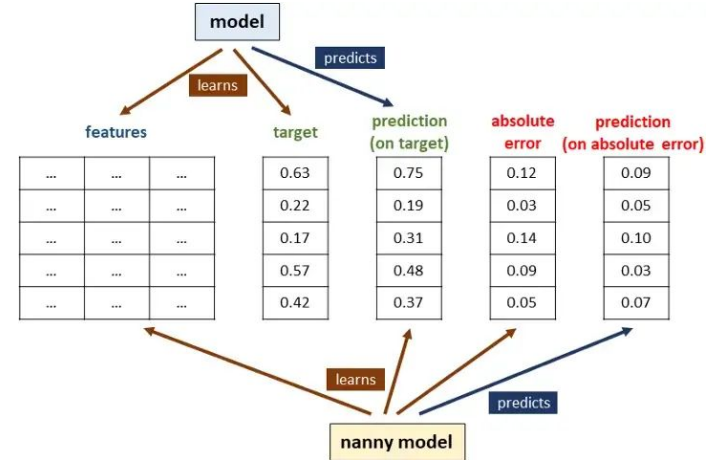 model
predicts
learns
features
target
prediction
(on target)
absolute
error
prediction
(on absolute error)
... ... ... 0.63 0.75 0.12 0.09
... ... ... 0.22 0.19 0.03 0.05
... ... ... 0.17 0.31 0.14 0.10
... ... ... 0.57 0.48 0.09 0.03
... ... ... 0.42 0.37 0.05 0.07
learns
predicts
nanny model